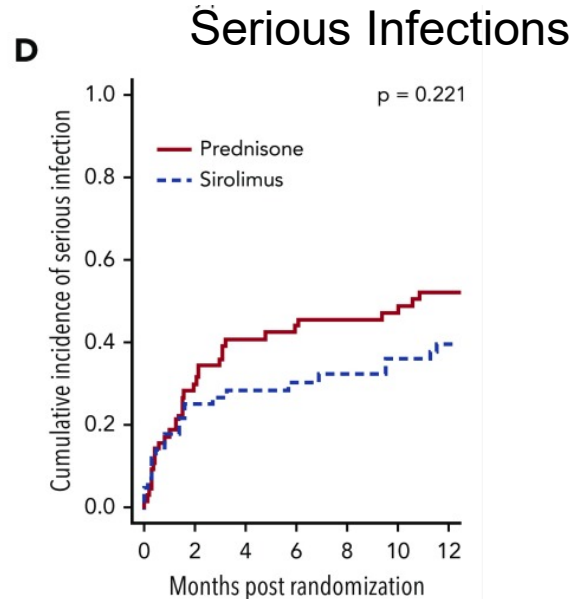 Serious Infections
D
p = 0.221
Prednisone
Sirolimus
Cumulative incidence of serious infection
1.0
0.8
0.6
0.4
0.2
0.0
0 2 4 6 8 10 12
Months post randomization